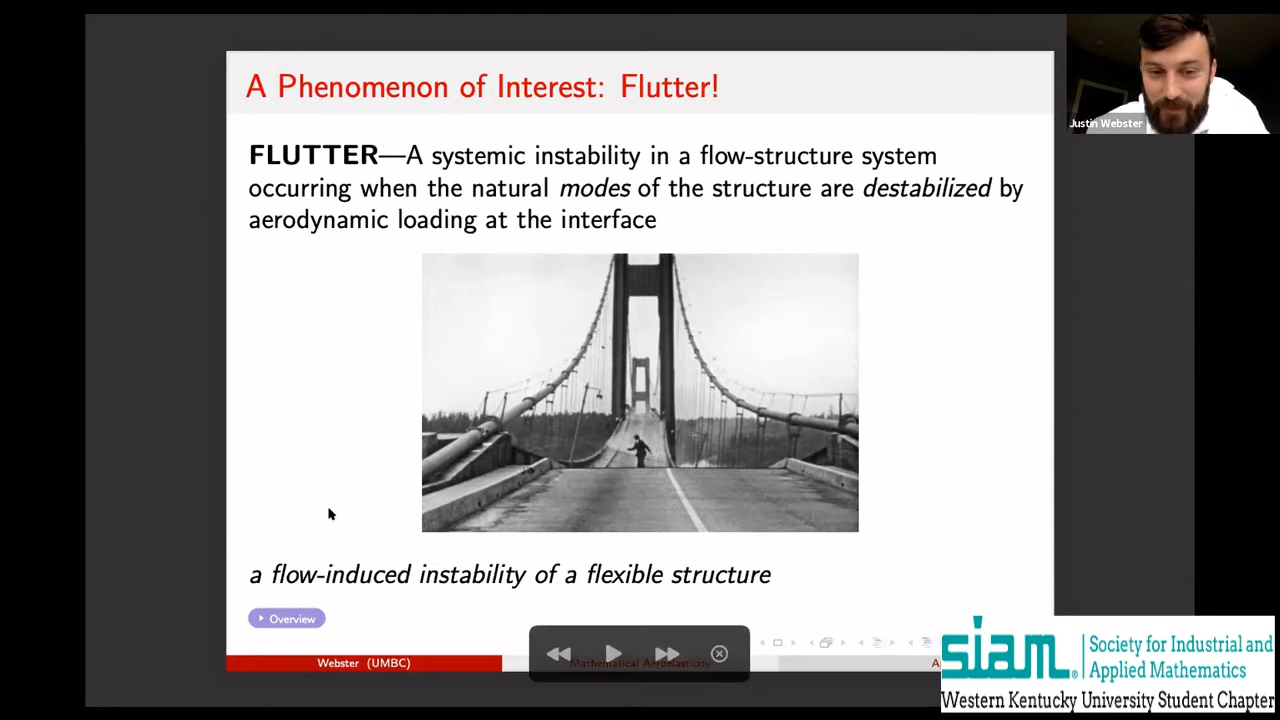 A Phenomenon of Interest: Flutter!
Justin Webster
FLUTTER—A systemic instability in a flow-structure system
occurring when the natural modes of the structure are destabilized by
aerodynamic loading at the interface
a flow-induced instability of a flexible structure
Overview
Webster (UMBC)
Mathematical Aeroelasticity
siam. Society for Industrial and
Applied Mathematics
Western Kentucky University Student Chapter